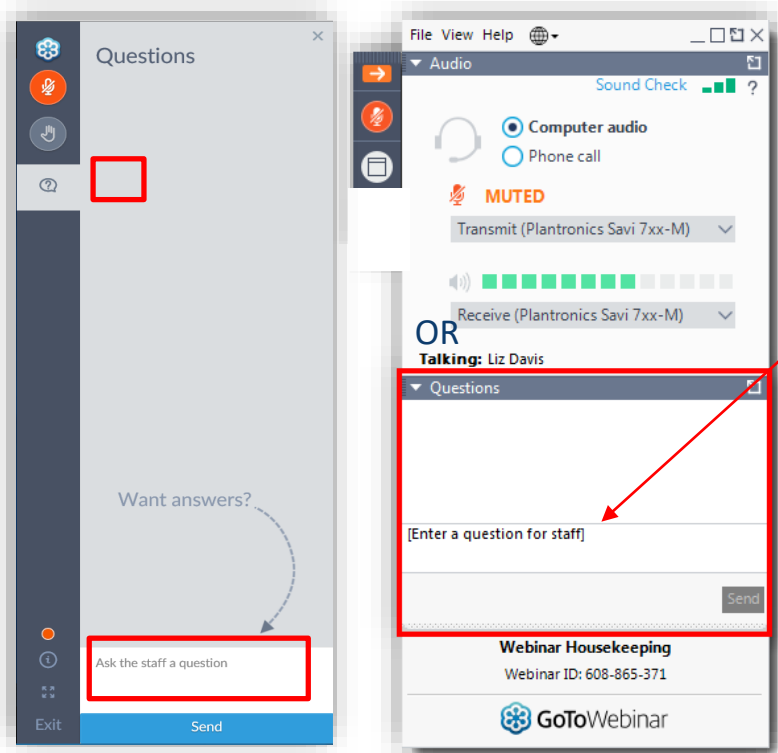 Questions
Want answers?
Ask the staff a question
Exit
Send
OR
File View Help
Audio
Sound Check
?
Computer audio
Phone call
MUTED
Transmit (Plantronics Savi 7xx-M)
Receive (Plantronics Savi 7xx-M)
Talking: Liz Davis
Questions
[Enter a question for staff]
Send
Webinar Housekeeping
Webinar ID: 608-865-371
GoToWebinar